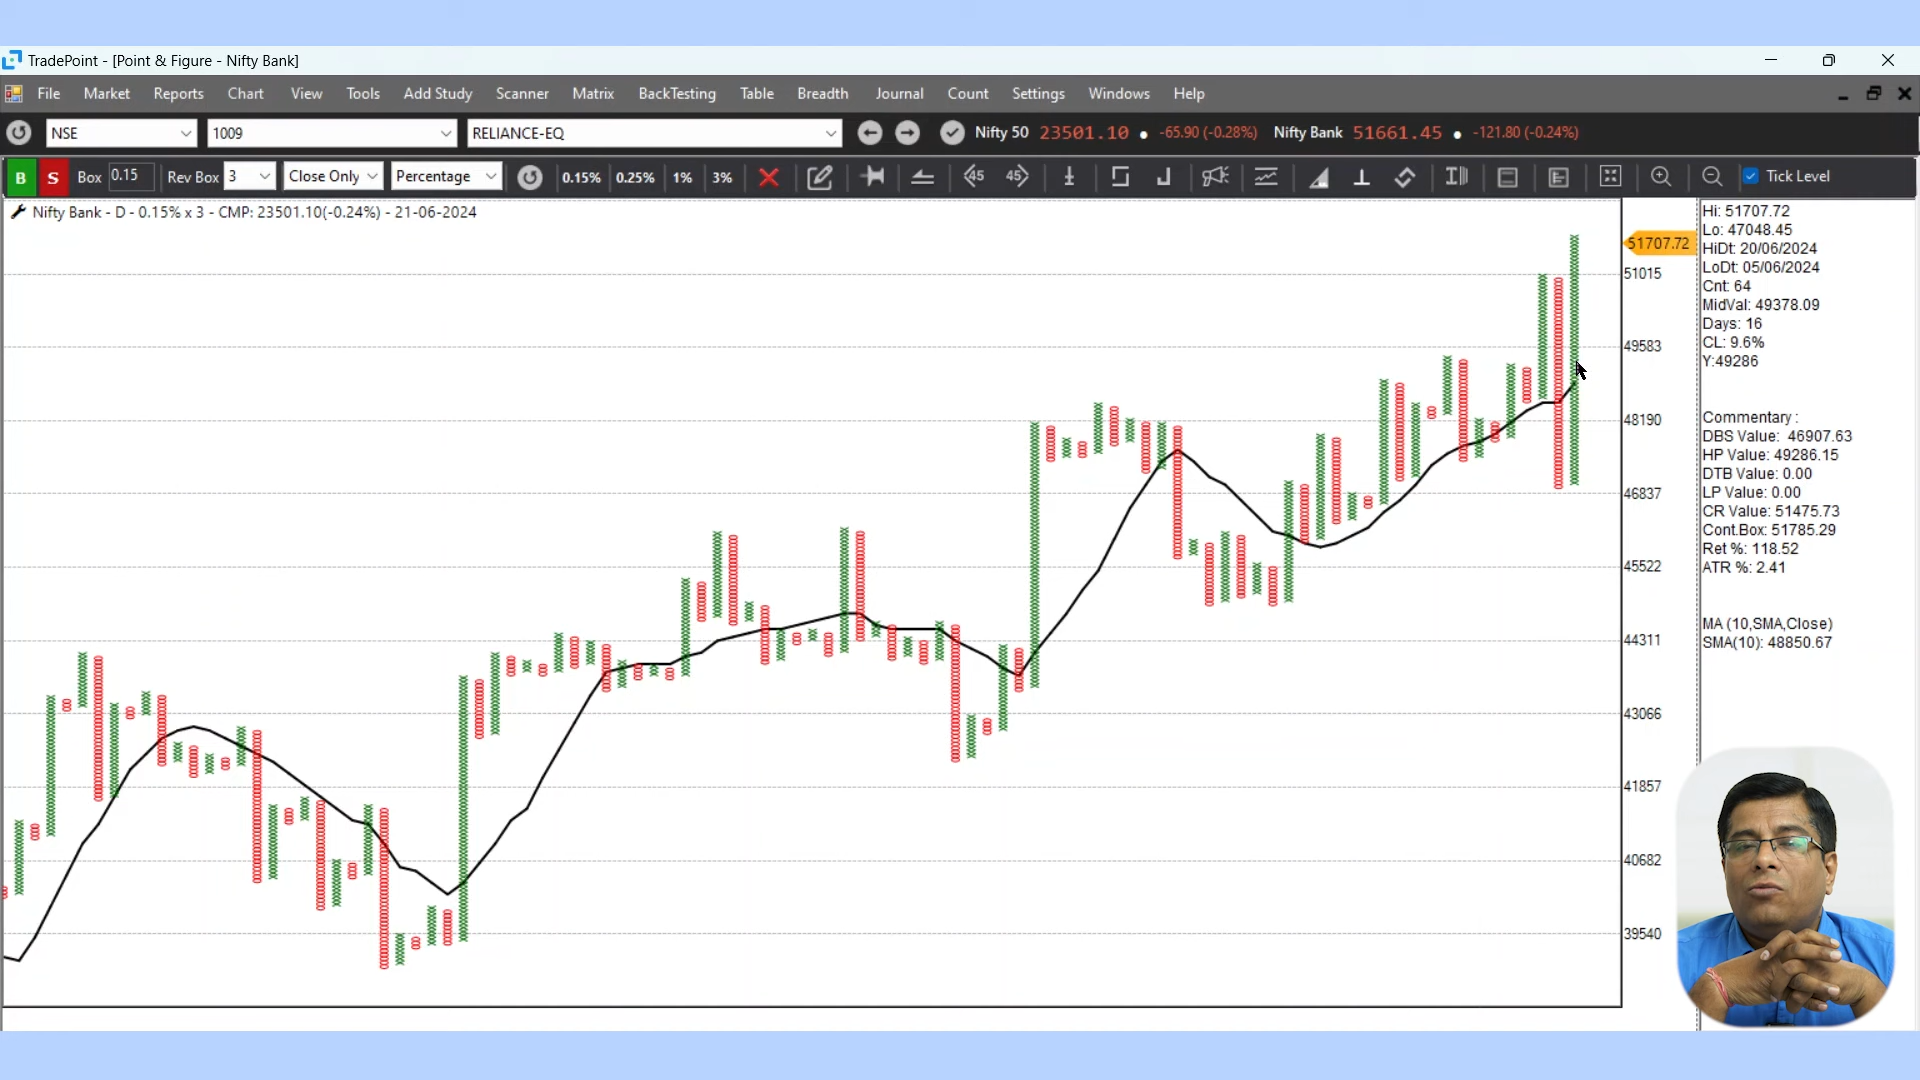 TradePoint - [Point & Figure - Nifty Bank]
File Market Reports Chart View Tools Add Study Scanner Matrix BackTesting Table Breadth Journal Count Settings Windows Help
NSE 1009 RELIANCE-EQ Nifty 50 23501.10 ● -65.90 (-0.28%) Nifty Bank 51661.45 ● -121.80 (-0.24%)
B S Box 0.15 Rev Box 3 Close Only Percentage 0.15% 0.25% 1% 3% 45 45 Tick Level
Nifty Bank - D - 0.15% x 3 - CMP: 23501.10(-0.24%) - 21-06-2024
51707.72
51015
49583
48190
46837
45522
44311
43066
41857
40682
39540
Hi: 51707.72
Lo: 47048.45
HiDt: 20/06/2024
LoDt: 05/06/2024
Cnt: 64
MidVal: 49378.09
Days: 16
CL: 9.6%
Y:49286
Commentary :
DBS Value: 46907.63
HP Value: 49286.15
DTB Value: 0.00
LP Value: 0.00
CR Value: 51475.73
Cont.Box: 51785.29
Ret %: 118.52
ATR %: 2.41
MA (10,SMA,Close)
SMA(10): 48850.67